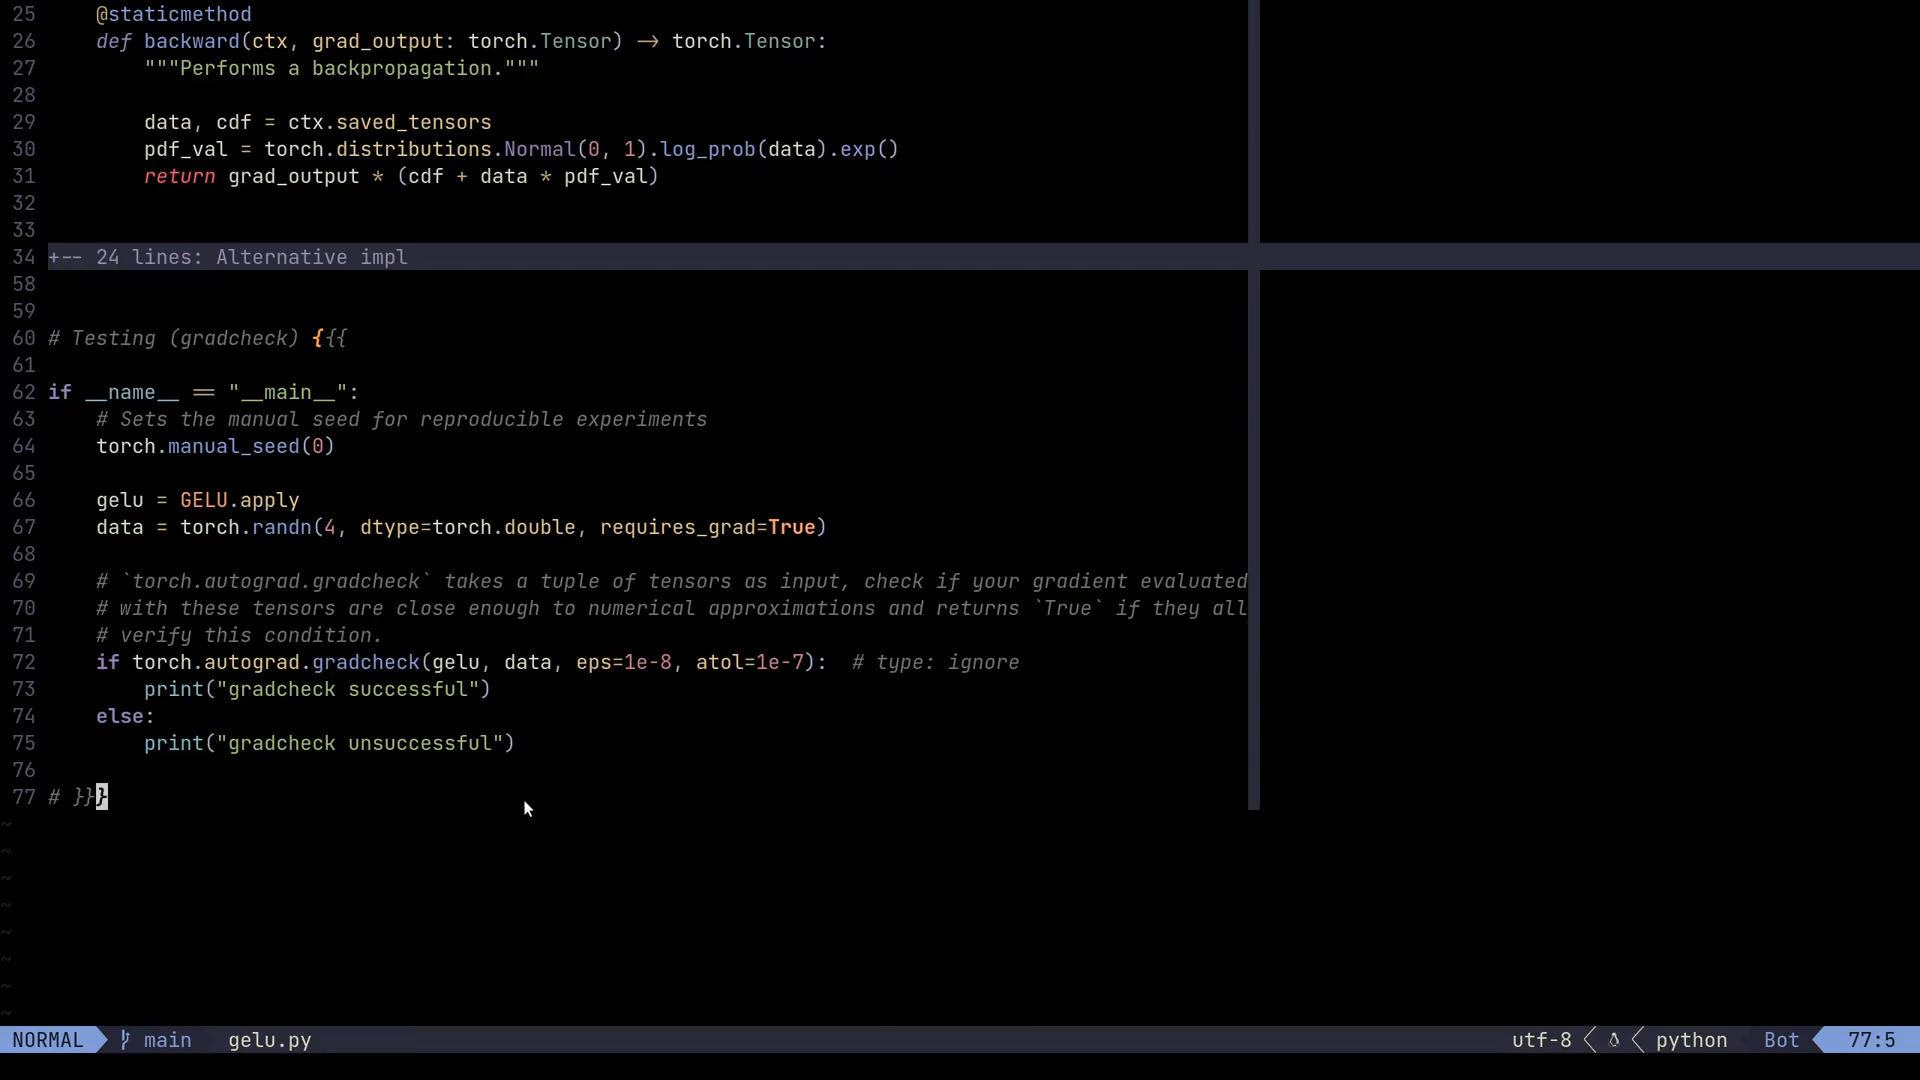 25     @staticmethod
26     def backward(ctx, grad_output: torch.Tensor) -> torch.Tensor:
27         """Performs a backpropagation."""
28
29         data, cdf = ctx.saved_tensors
30         pdf_val = torch.distributions.Normal(0, 1).log_prob(data).exp()
31         return grad_output * (cdf + data * pdf_val)
32
33
34 +-- 24 lines: Alternative impl
58
59
60 # Testing (gradcheck) {{{
61
62 if __name__ == "__main__":
63     # Sets the manual seed for reproducible experiments
64     torch.manual_seed(0)
65
66     gelu = GELU.apply
67     data = torch.randn(4, dtype=torch.double, requires_grad=True)
68
69     # `torch.autograd.gradcheck` takes a tuple of tensors as input, check if your gradient evaluated
70     # with these tensors are close enough to numerical approximations and returns `True` if they all
71     # verify this condition.
72     if torch.autograd.gradcheck(gelu, data, eps=1e-8, atol=1e-7):  # type: ignore
73         print("gradcheck successful")
74     else:
75         print("gradcheck unsuccessful")
76
77 # }}}
~
~
~
~
~
~
~
~
NORMAL main gelu.py utf-8 python Bot 77:5